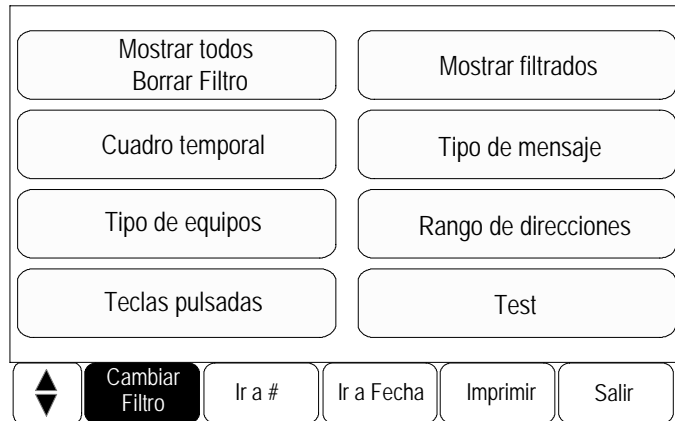 Mostrar todos
Borrar Filtro
Mostrar filtrados
Cuadro temporal
Tipo de mensaje
Tipo de equipos
Rango de direcciones
Teclas pulsadas
Test
Cambiar
Filtro
Ir a #
Ir a Fecha
Imprimir
Salir